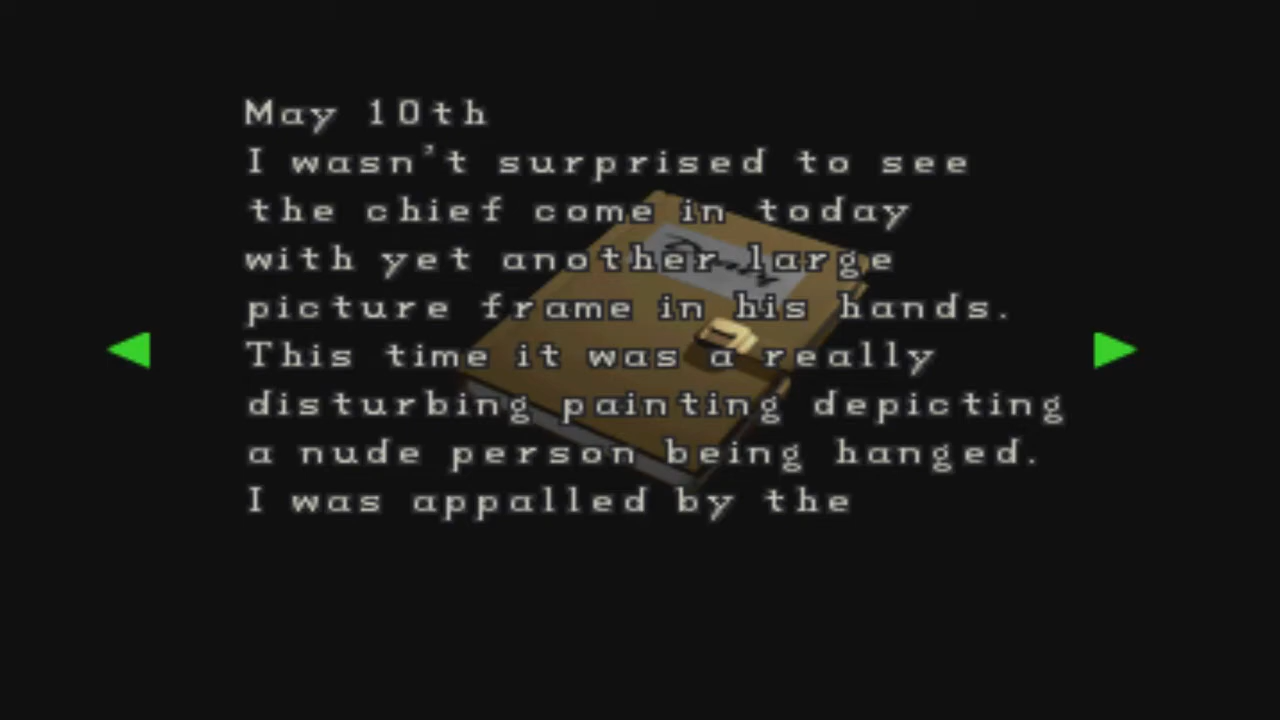 May 10th
I wasn't surprised to see
the chief come in today
with yet another large
picture frame in his hands.
This time it was a really
disturbing painting depicting
a nude person being hanged.
I was appalled by the